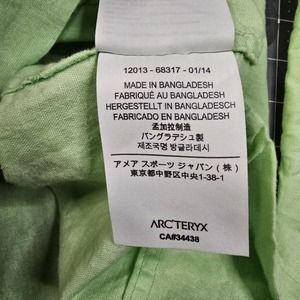 12013 - 68317 - 01/14
MADE IN BANGLADESH
FABRIQUÉ AU BANGLADESH
HERGESTELLT IN BANGLADESCH
FABRICADO EN BANGLADESH
孟加拉制造
バングラデシュ製
제조국명 방글라데시
アメア スポーツ ジャパン (株)
東京都中野区中央1-38-1
ARC'TERYX
CA#34438